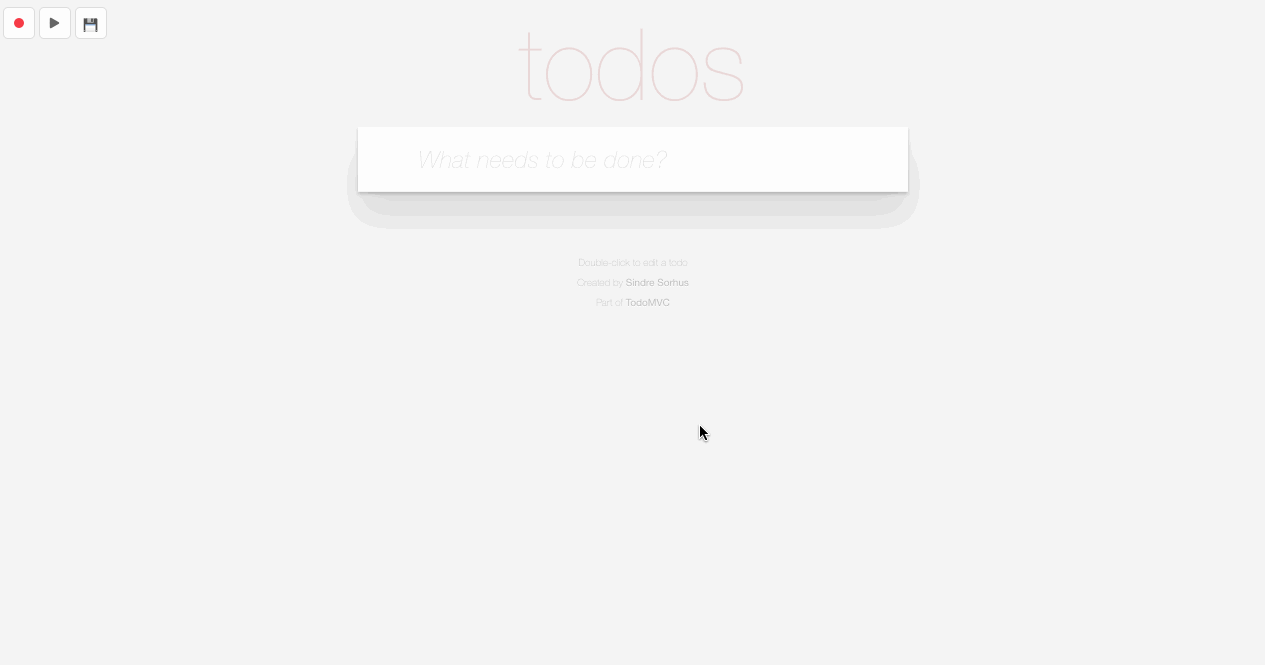 todos
What needs to be done?
Double-click to edit a todo
Created by Sindre Sorhus
Part of TodoMVC